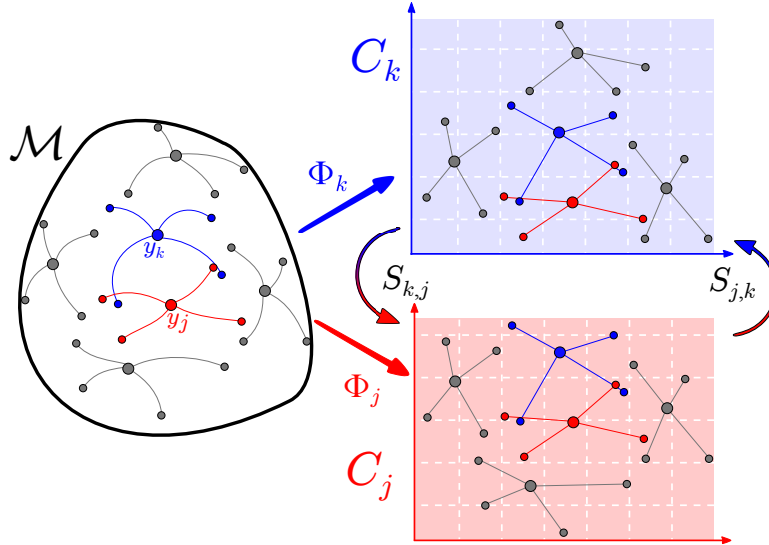 C_k
M
Φ_k
y_k
S_{k,j}
S_{j,k}
y_j
Φ_j
C_j